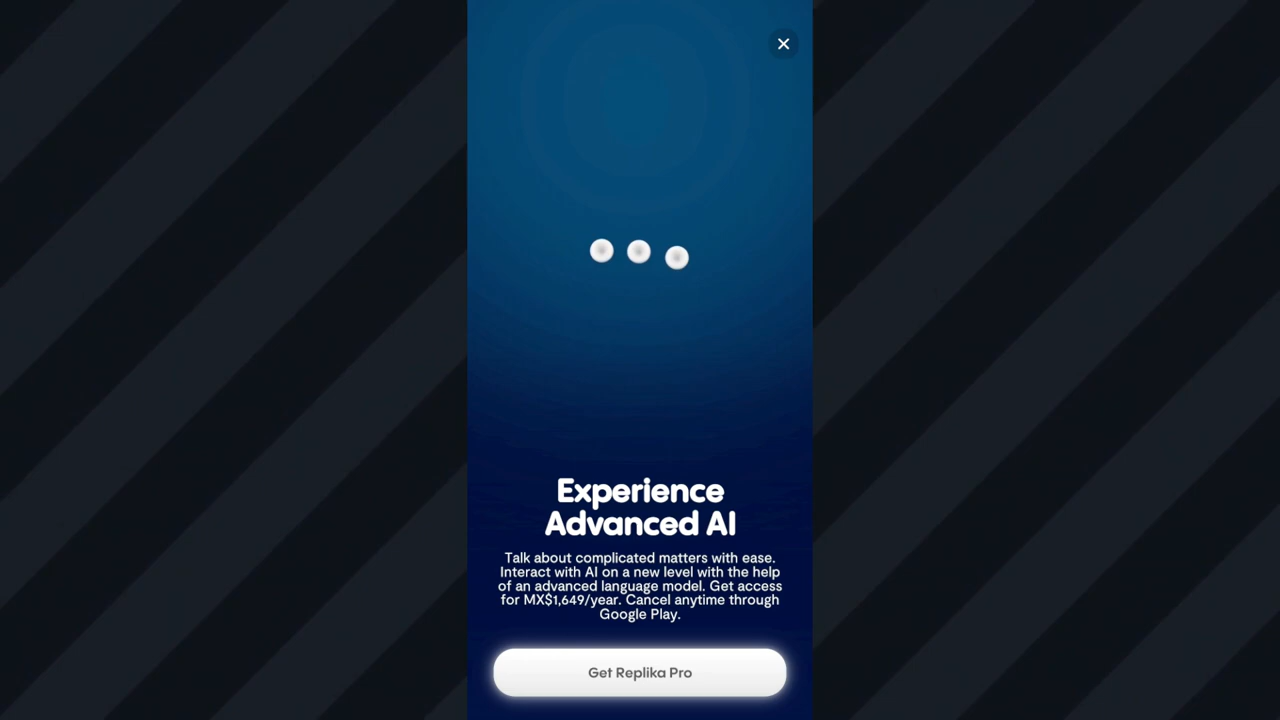 Experience
Advanced AI
Talk about complicated matters with ease.
Interact with AI on a new level with the help
of an advanced language model. Get access
for MX$1,649/year. Cancel anytime through
Google Play.
Get Replika Pro